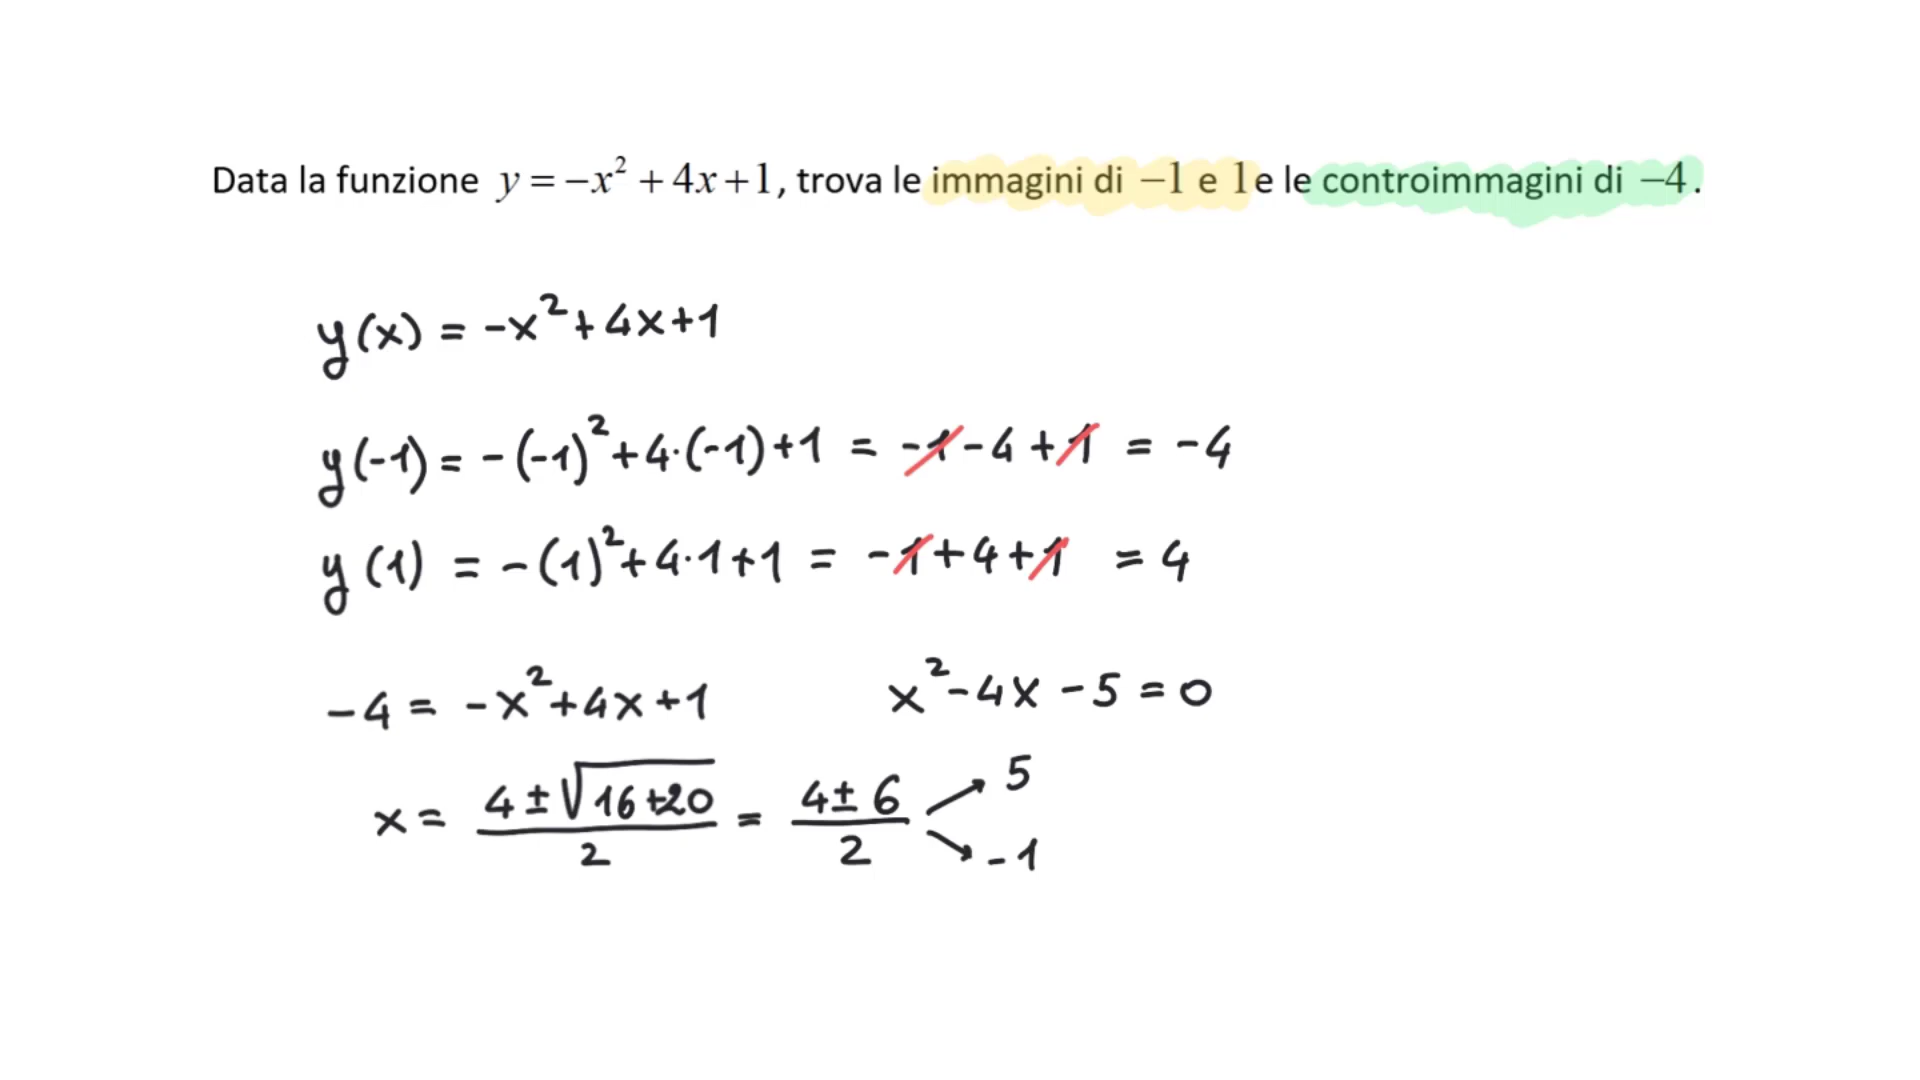 Data la funzione y = −x² + 4x + 1, trova le immagini di −1 e 1 e le controimmagini di −4.
y(x) = -x² + 4x + 1
y(-1) = -(-1)² + 4·(-1) + 1 = -1 - 4 + 1 = -4
y(1) = -(1)² + 4·1 + 1 = -1 + 4 + 1 = 4
-4 = -x² + 4x + 1 x² - 4x - 5 = 0
x = (4 ± √(16+20))/2 = (4 ± 6)/2 → 5 → -1